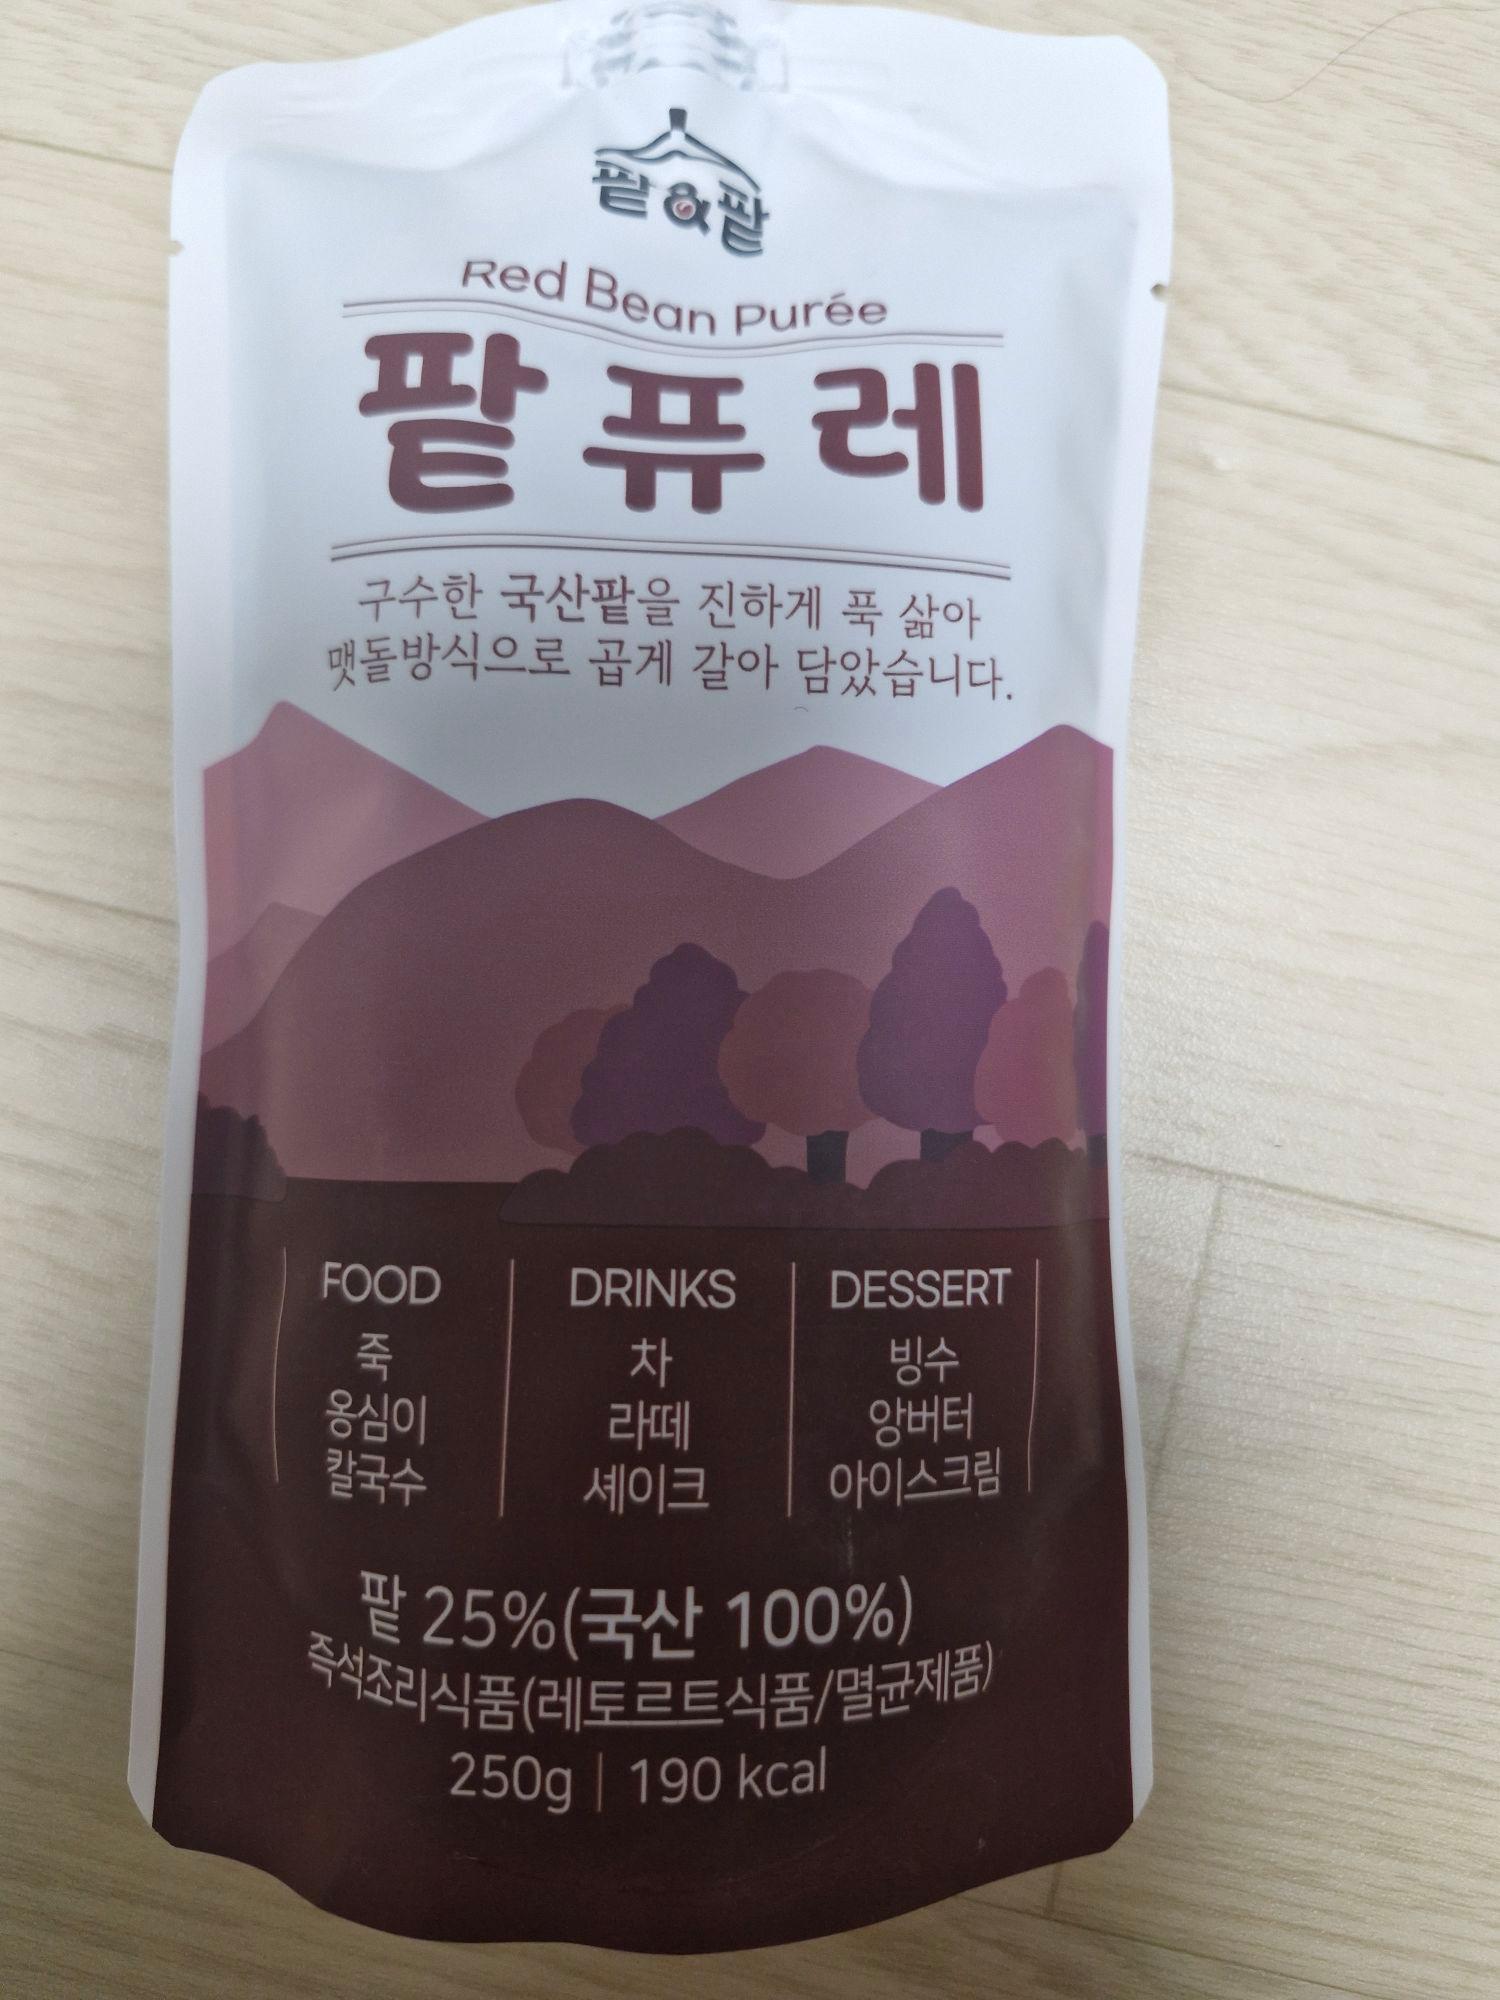 팥&팥
Red Bean Purée
팥퓨레
구수한 국산팥을 진하게 푹 삶아
맷돌방식으로 곱게 갈아 담았습니다.
FOOD
죽
옹심이
칼국수
DRINKS
차
라떼
셰이크
DESSERT
빙수
앙버터
아이스크림
팥 25%(국산 100%)
즉석조리식품(레토르트식품/멸균제품)
250g | 190 kcal